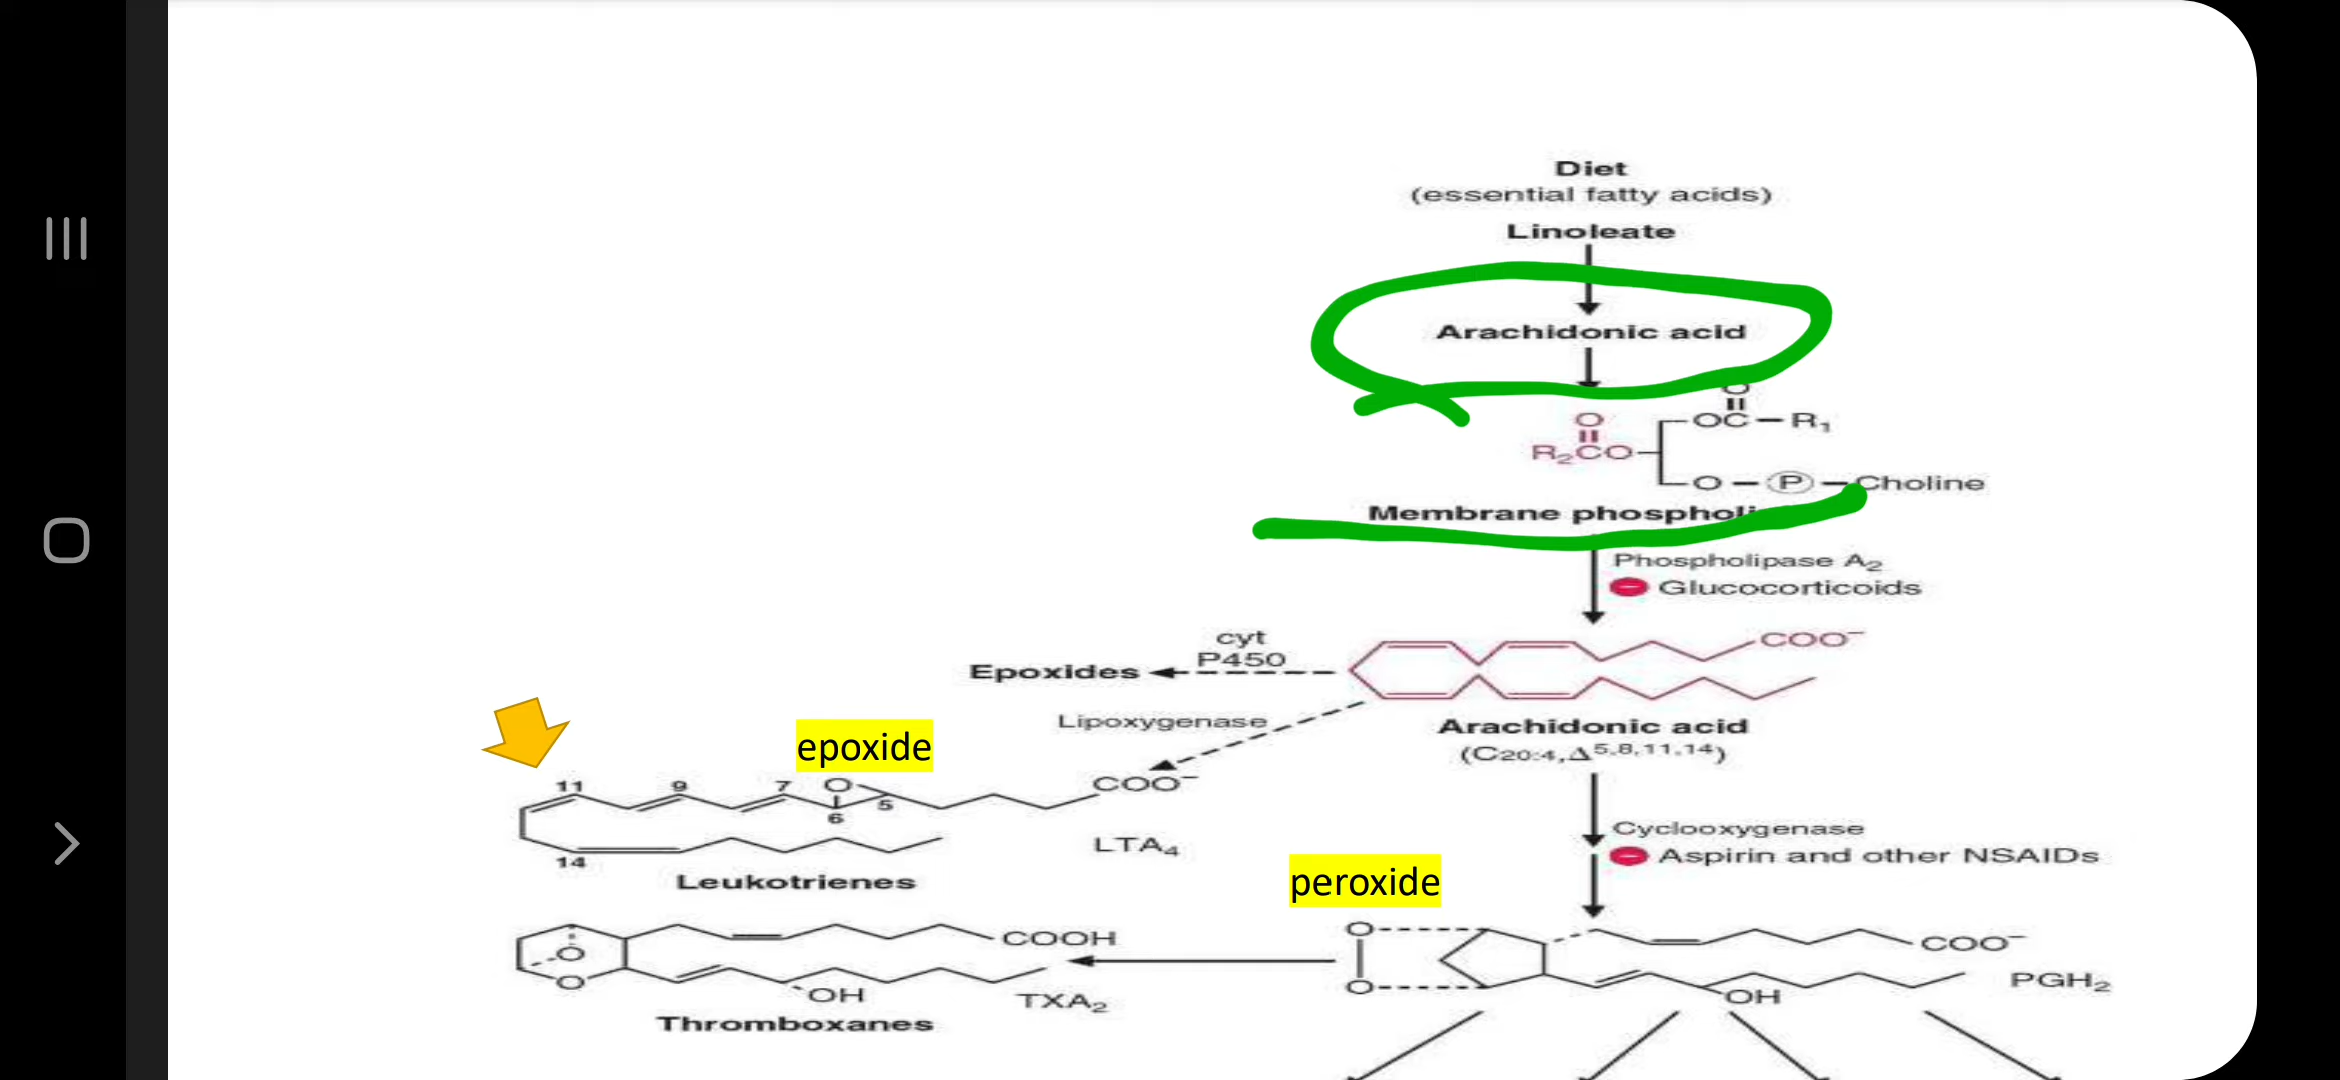 Diet
(essential fatty acids)
Linoleate
Arachidonic acid
O
OC R₁
O
R₂CO
O P Choline
Membrane
Phospholipase A₂
Glucocorticoids
cyt
P450
Epoxides
COO⁻
Lipoxygenase
Arachidonic acid
(C20:4,Δ5,8,11,14)
epoxide
11 9 7 O 5 COO⁻
6
14
LTA₄
Leukotrienes
Cyclooxygenase
Aspirin and other NSAIDs
peroxide
O
O
COOH
O
O
OH
TXA₂
Thromboxanes
COO⁻
OH
PGH₂